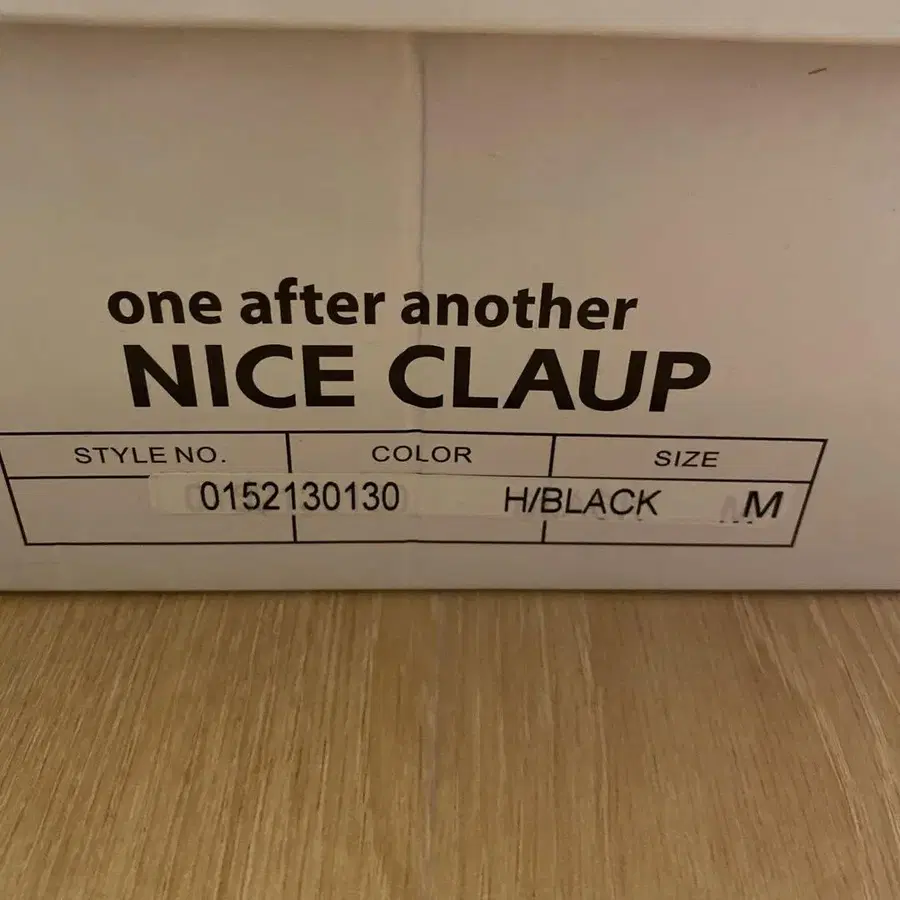 one after another
NICE CLAUP
STYLE NO. COLOR SIZE
0152130130 H/BLACK M